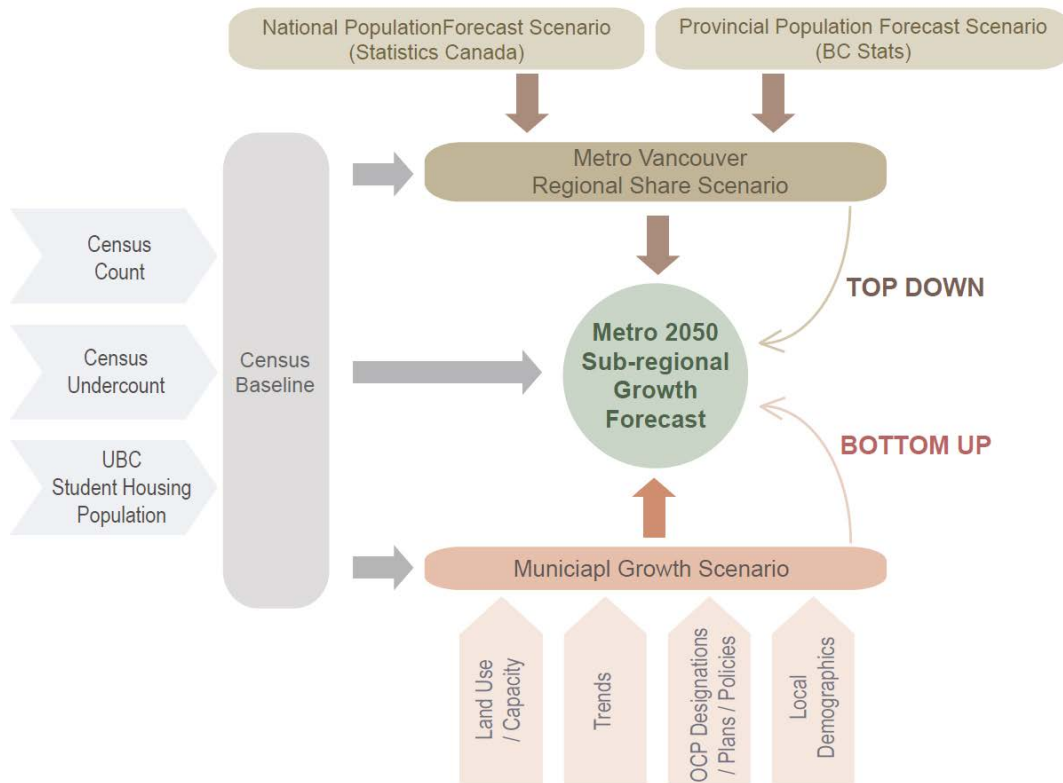 National PopulationForecast Scenario
(Statistics Canada)
Provincial Population Forecast Scenario
(BC Stats)
Metro Vancouver
Regional Share Scenario
Census
Count
Census
Undercount
UBC
Student Housing
Population
Census
Baseline
TOP DOWN
Metro 2050
Sub-regional
Growth
Forecast
BOTTOM UP
Municiapl Growth Scenario
Land Use
/ Capacity
Trends
OCP Designations
/ Plans / Policies
Local
Demographics